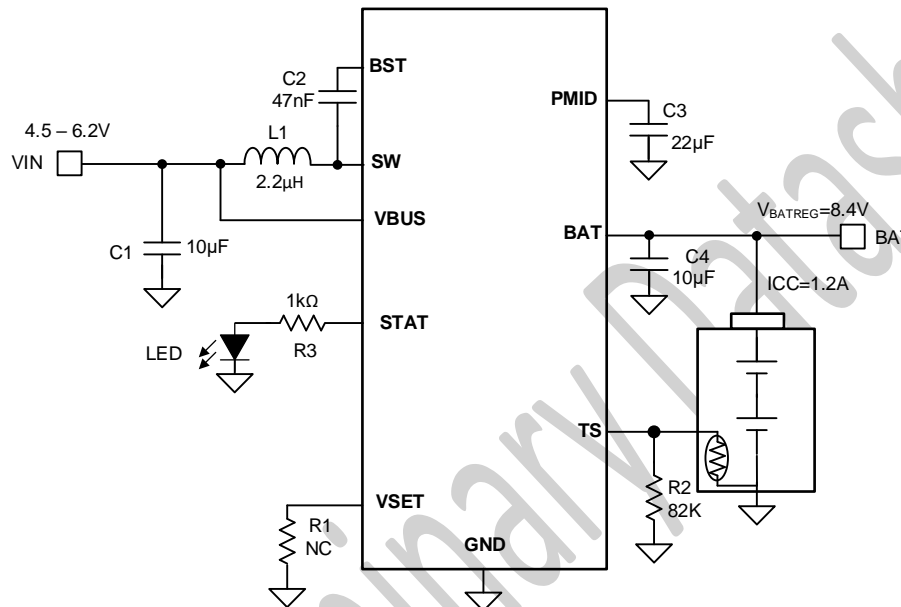 BST
C2
47nF
PMID
C3
22µF
4.5 – 6.2V
VIN
L1
2.2µH
SW
VBUS
C1
10µF
V_BATREG=8.4V
BAT
BAT
C4
10µF
ICC=1.2A
1kΩ
STAT
LED
R3
TS
R2
82K
VSET
R1
NC
GND